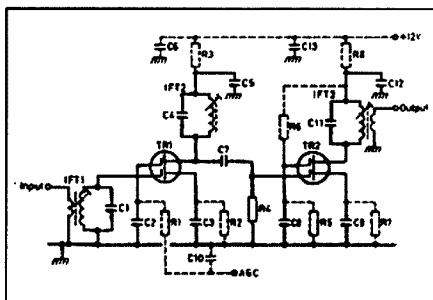 +12V
C6
R3
C13
R8
C5
C12
IFT2
IFT3
C4
C11
Output
R6
TR1
C7
TR2
IFT1
Input
C1
R4
C2
R1
C3
R2
C8
R5
C9
R7
C10
AGC